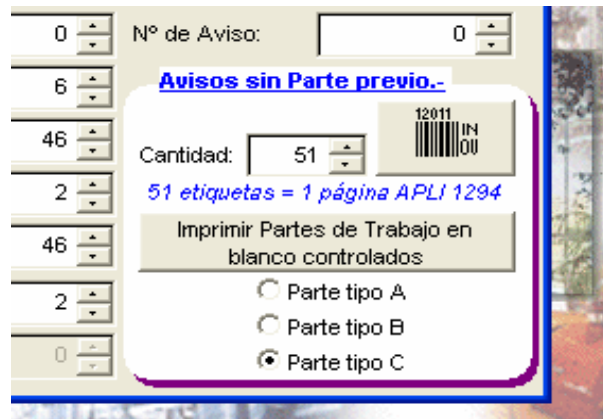 0
Nº de Aviso:
0
6
Avisos sin Parte previo.-
46
Cantidad:
51
12011
IN
OU
2
51 etiquetas = 1 página APLI 1294
46
Imprimir Partes de Trabajo en
blanco controlados
2
Parte tipo A
Parte tipo B
0
Parte tipo C